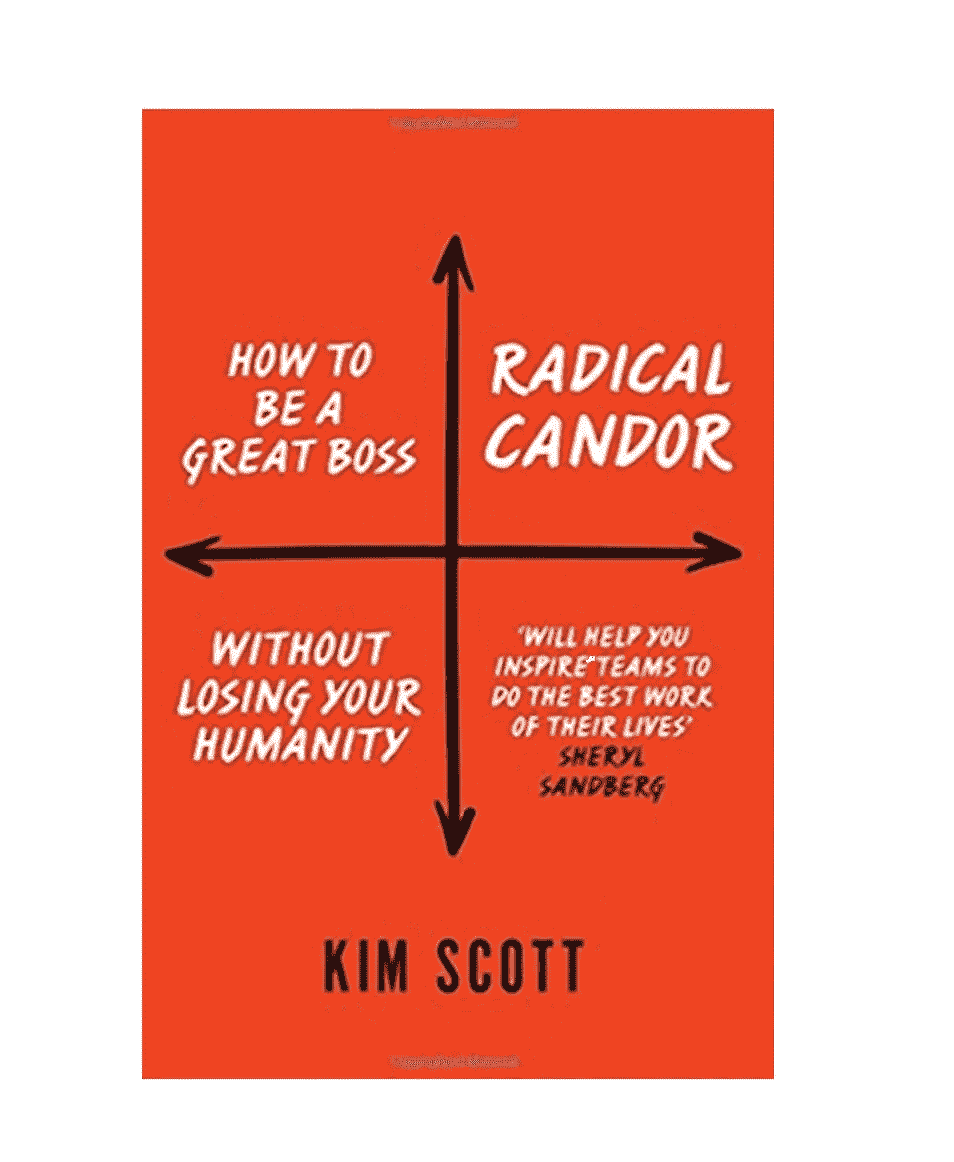 HOW TO
BE A
GREAT BOSS
RADICAL
CANDOR
WITHOUT
LOSING YOUR
HUMANITY
'WILL HELP YOU
INSPIRE TEAMS TO
DO THE BEST WORK
OF THEIR LIVES'
SHERYL
SANDBERG
KIM SCOTT